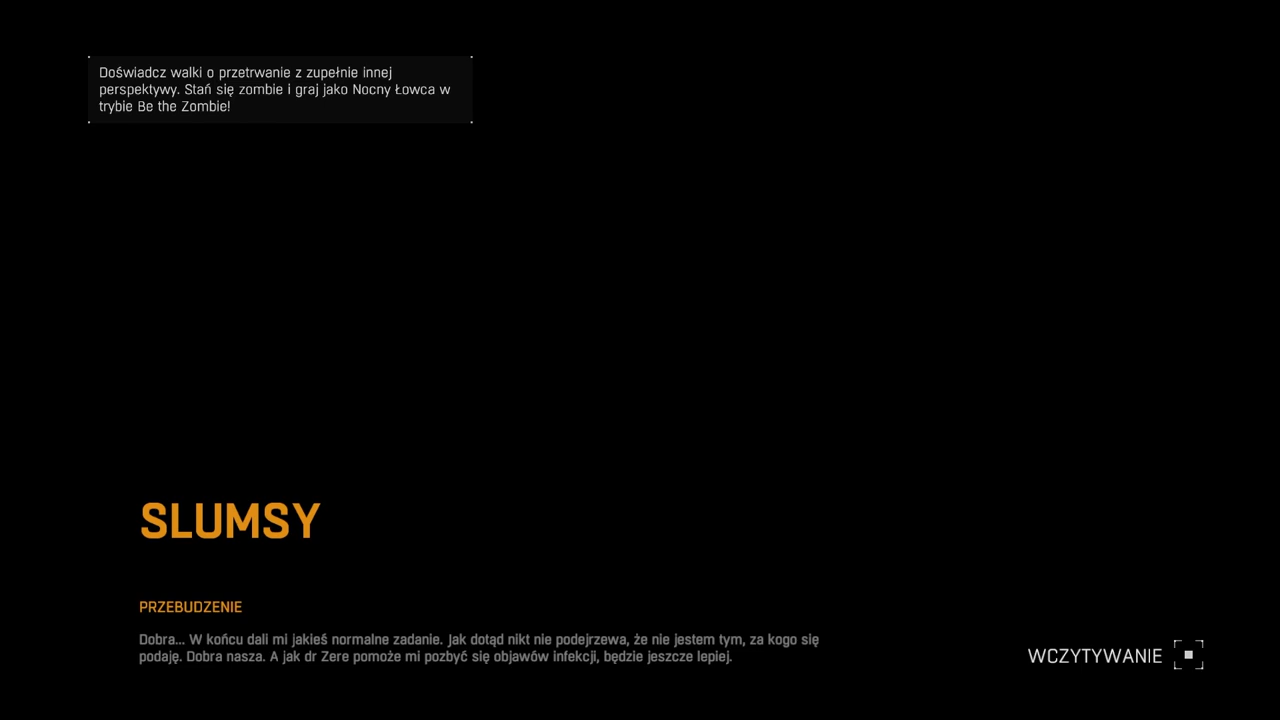 Doświadcz walki o przetrwanie z zupełnie innej
perspektywy. Stań się zombie i graj jako Nocny Łowca w
trybie Be the Zombie!
SLUMSY
PRZEBUDZENIE
Dobra... W końcu dali mi jakieś normalne zadanie. Jak dotąd nikt nie podejrzewa, że nie jestem tym, za kogo się
podaję. Dobra nasza. A jak dr Zere pomoże mi pozbyć się objawów infekcji, będzie jeszcze lepiej.
WCZYTYWANIE